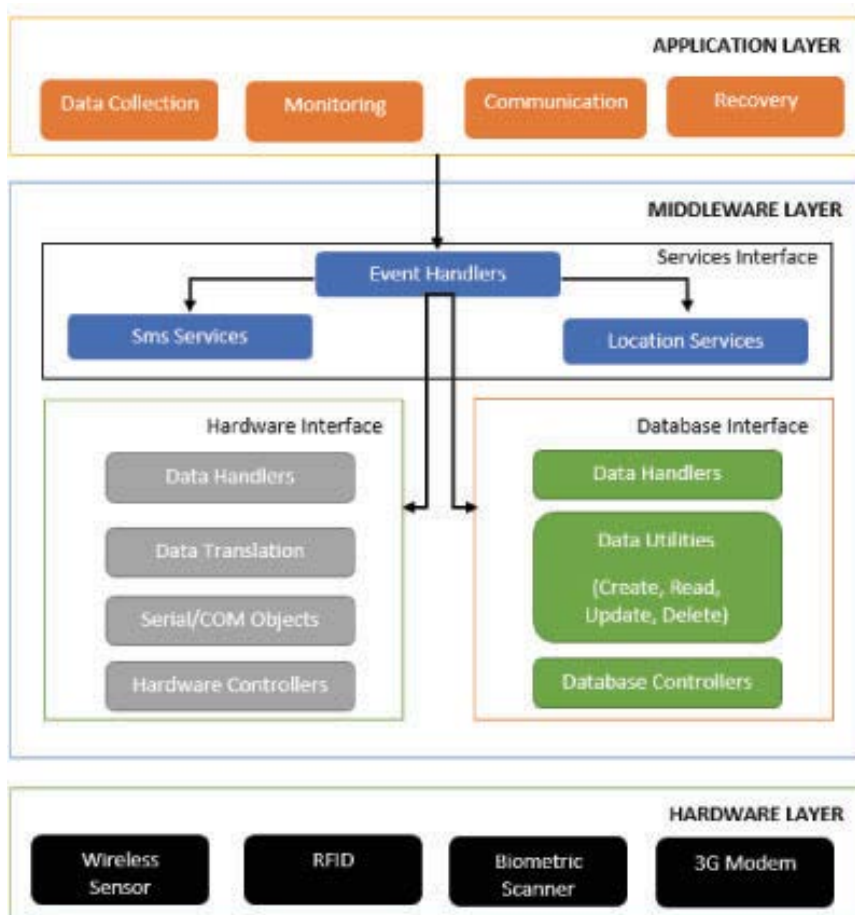 APPLICATION LAYER
Data Collection
Monitoring
Communication
Recovery
MIDDLEWARE LAYER
Services Interface
Event Handlers
Sms Services
Location Services
Hardware Interface
Data Handlers
Data Translation
Serial/COM Objects
Hardware Controllers
Database Interface
Data Handlers
Data Utilities
(Create, Read,
Update, Delete)
Database Controllers
HARDWARE LAYER
Wireless
Sensor
RFID
Biometric
Scanner
3G Modem